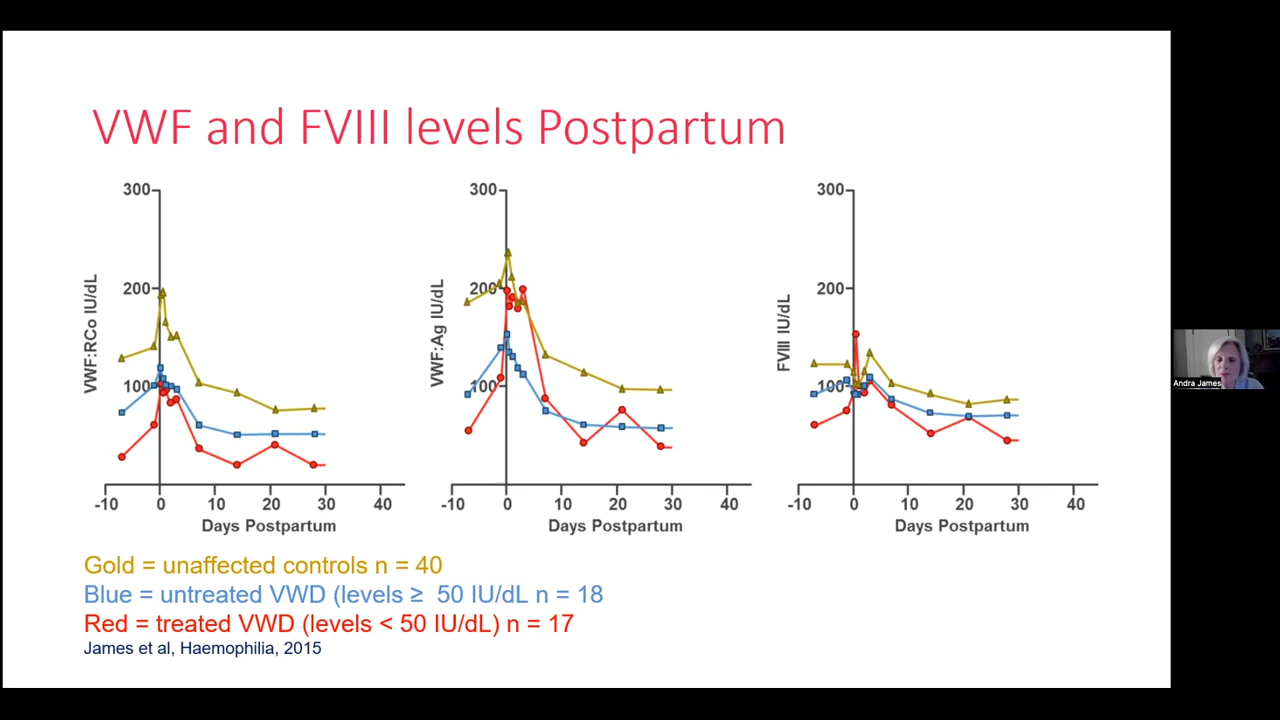 VWF and FVIII levels Postpartum
300
200
100
VWF:RCo IU/dL
-10 0 10 20 30 40
Days Postpartum
300
200
100
VWF:Ag IU/dL
-10 0 10 20 30 40
Days Postpartum
300
200
100
FVIII IU/dL
-10 0 10 20 30 40
Days Postpartum
Gold = unaffected controls n = 40
Blue = untreated VWD (levels ≥ 50 IU/dL n = 18
Red = treated VWD (levels < 50 IU/dL) n = 17
James et al, Haemophilia, 2015
Andra James